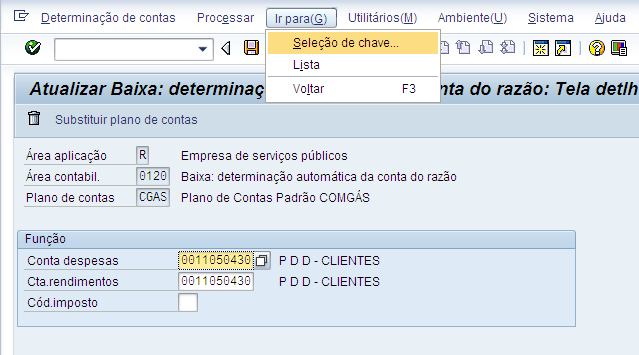 Determinação de contas Processar Ir para(G) Utilitários(M) Ambiente(U) Sistema Ajuda
Seleção de chave...
Lista
Voltar F3
Atualizar Baixa: determinaç nta do razão: Tela detlh
Substituir plano de contas
Área aplicação R Empresa de serviços públicos
Área contabil. 0120 Baixa: determinação automática da conta do razão
Plano de contas CGAS Plano de Contas Padrão COMGÁS
Função
Conta despesas 0011050430 P D D - CLIENTES
Cta.rendimentos 0011050430 P D D - CLIENTES
Cód.imposto